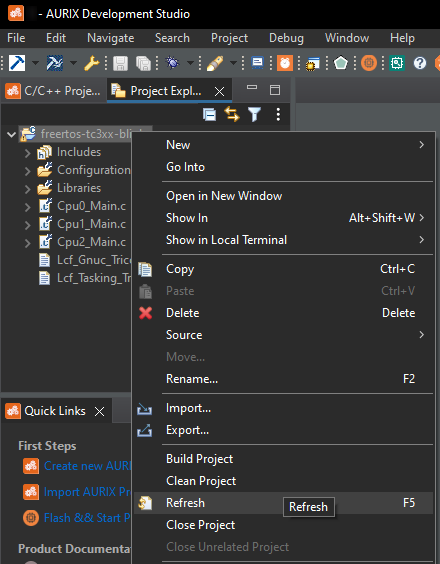 - AURIX Development Studio
File Edit Navigate Search Project Debug Window Help
C/C++ Proje... Project Expl...
freertos-tc3xx-bli
New
Includes
Go Into
Configuration
Libraries
Open in New Window
Cpu0_Main.c
Show In Alt+Shift+W
Cpu1_Main.c
Show in Local Terminal
Cpu2_Main.c
Lcf_Gnuc_Tric
Copy Ctrl+C
Lcf_Tasking_Tr
Paste Ctrl+V
Delete Delete
Source
Move...
Rename... F2
Quick Links
Import...
Export...
First Steps
Build Project
Create new AURI
Clean Project
Import AURIX Pr
Refresh F5
Refresh
Flash && Start P
Close Project
Product Documenta
Close Unrelated Project